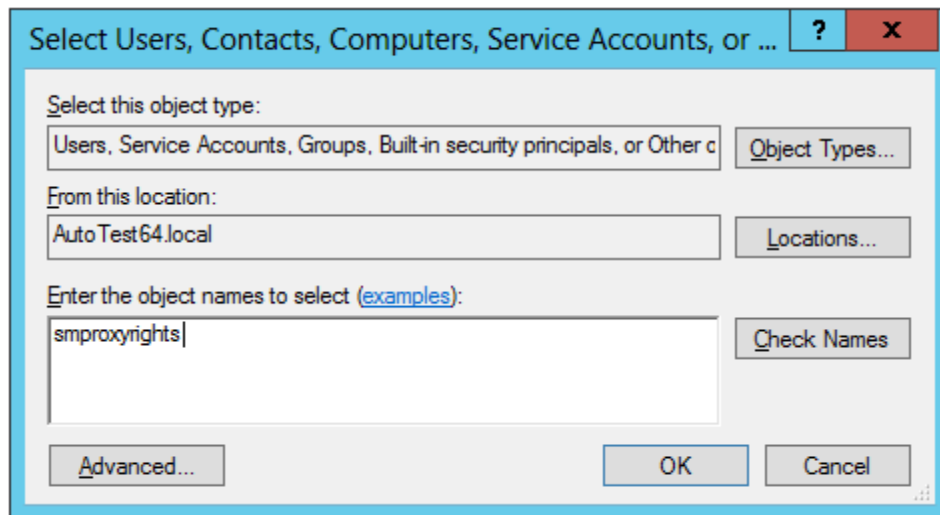 Select Users, Contacts, Computers, Service Accounts, or ...
?
x
Select this object type:
Users, Service Accounts, Groups, Built-in security principals, or Other o
Object Types...
From this location:
AutoTest64.local
Locations...
Enter the object names to select (examples):
smproxyrights
Check Names
Advanced...
OK
Cancel